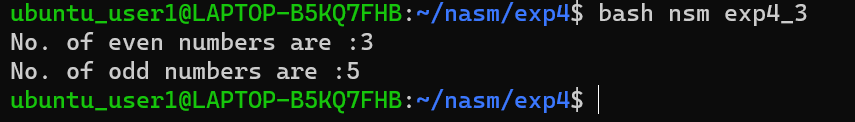 ubuntu_user1@LAPTOP-B5KQ7FHB:~/nasm/exp4$ bash nsm exp4_3
No. of even numbers are :3
No. of odd numbers are :5
ubuntu_user1@LAPTOP-B5KQ7FHB:~/nasm/exp4$